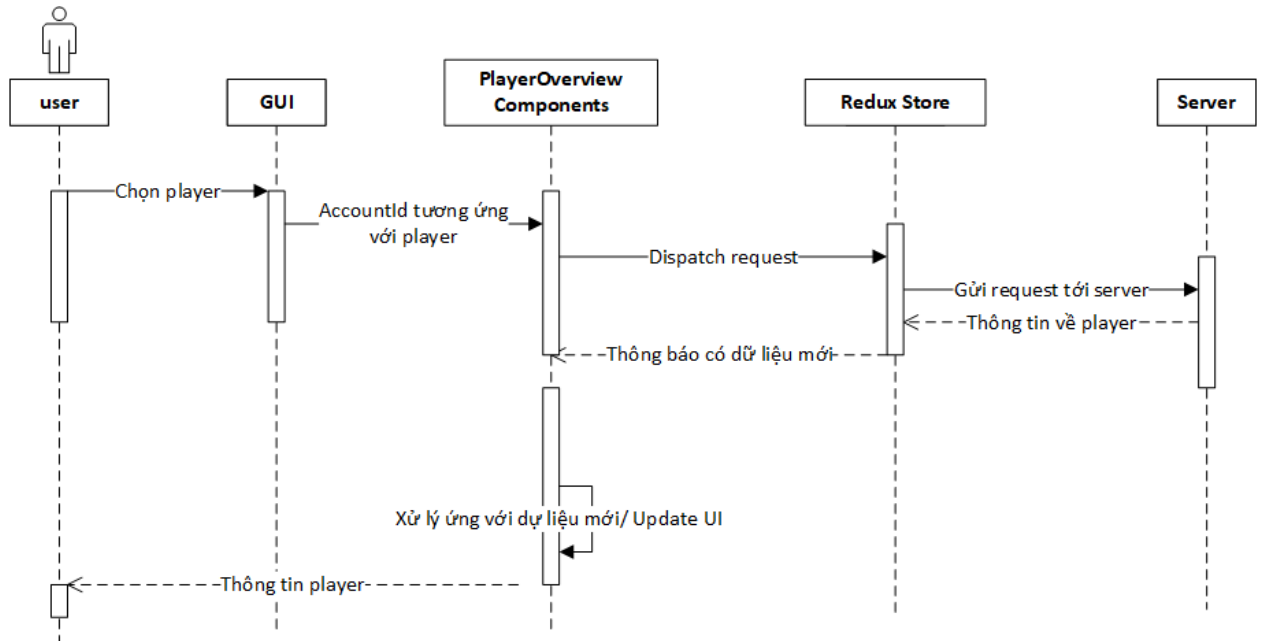 user
GUI
PlayerOverview
Components
Redux Store
Server
Chọn player
AccountId tương ứng
với player
Dispatch request
Gửi request tới server
Thông tin về player
Thông báo có dữ liệu mới
Xử lý ứng với dự liệu mới/ Update UI
Thông tin player